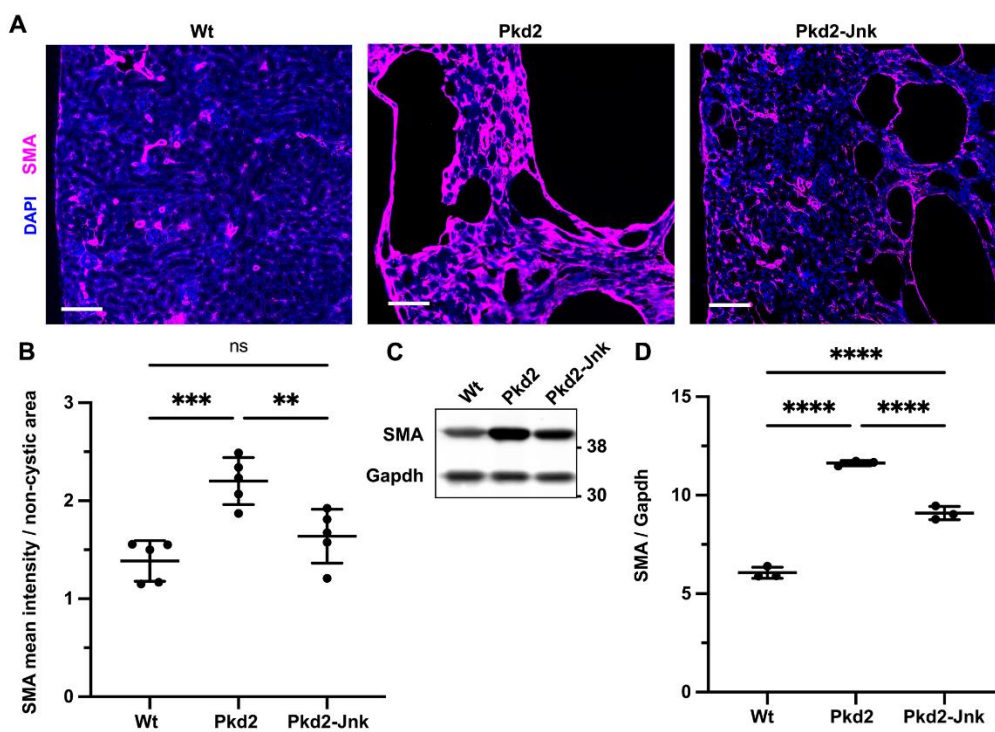 A
Wt
Pkd2
Pkd2-Jnk
DAPI SMA
B
ns
*** **
SMA mean intensity / non-cystic area
3
2
1
0
Wt Pkd2 Pkd2-Jnk
C
Wt Pkd2 Pkd2-Jnk
SMA
- 38
Gapdh
30
D
****
**** ****
SMA / Gapdh
15
10
5
0
Wt Pkd2 Pkd2-Jnk